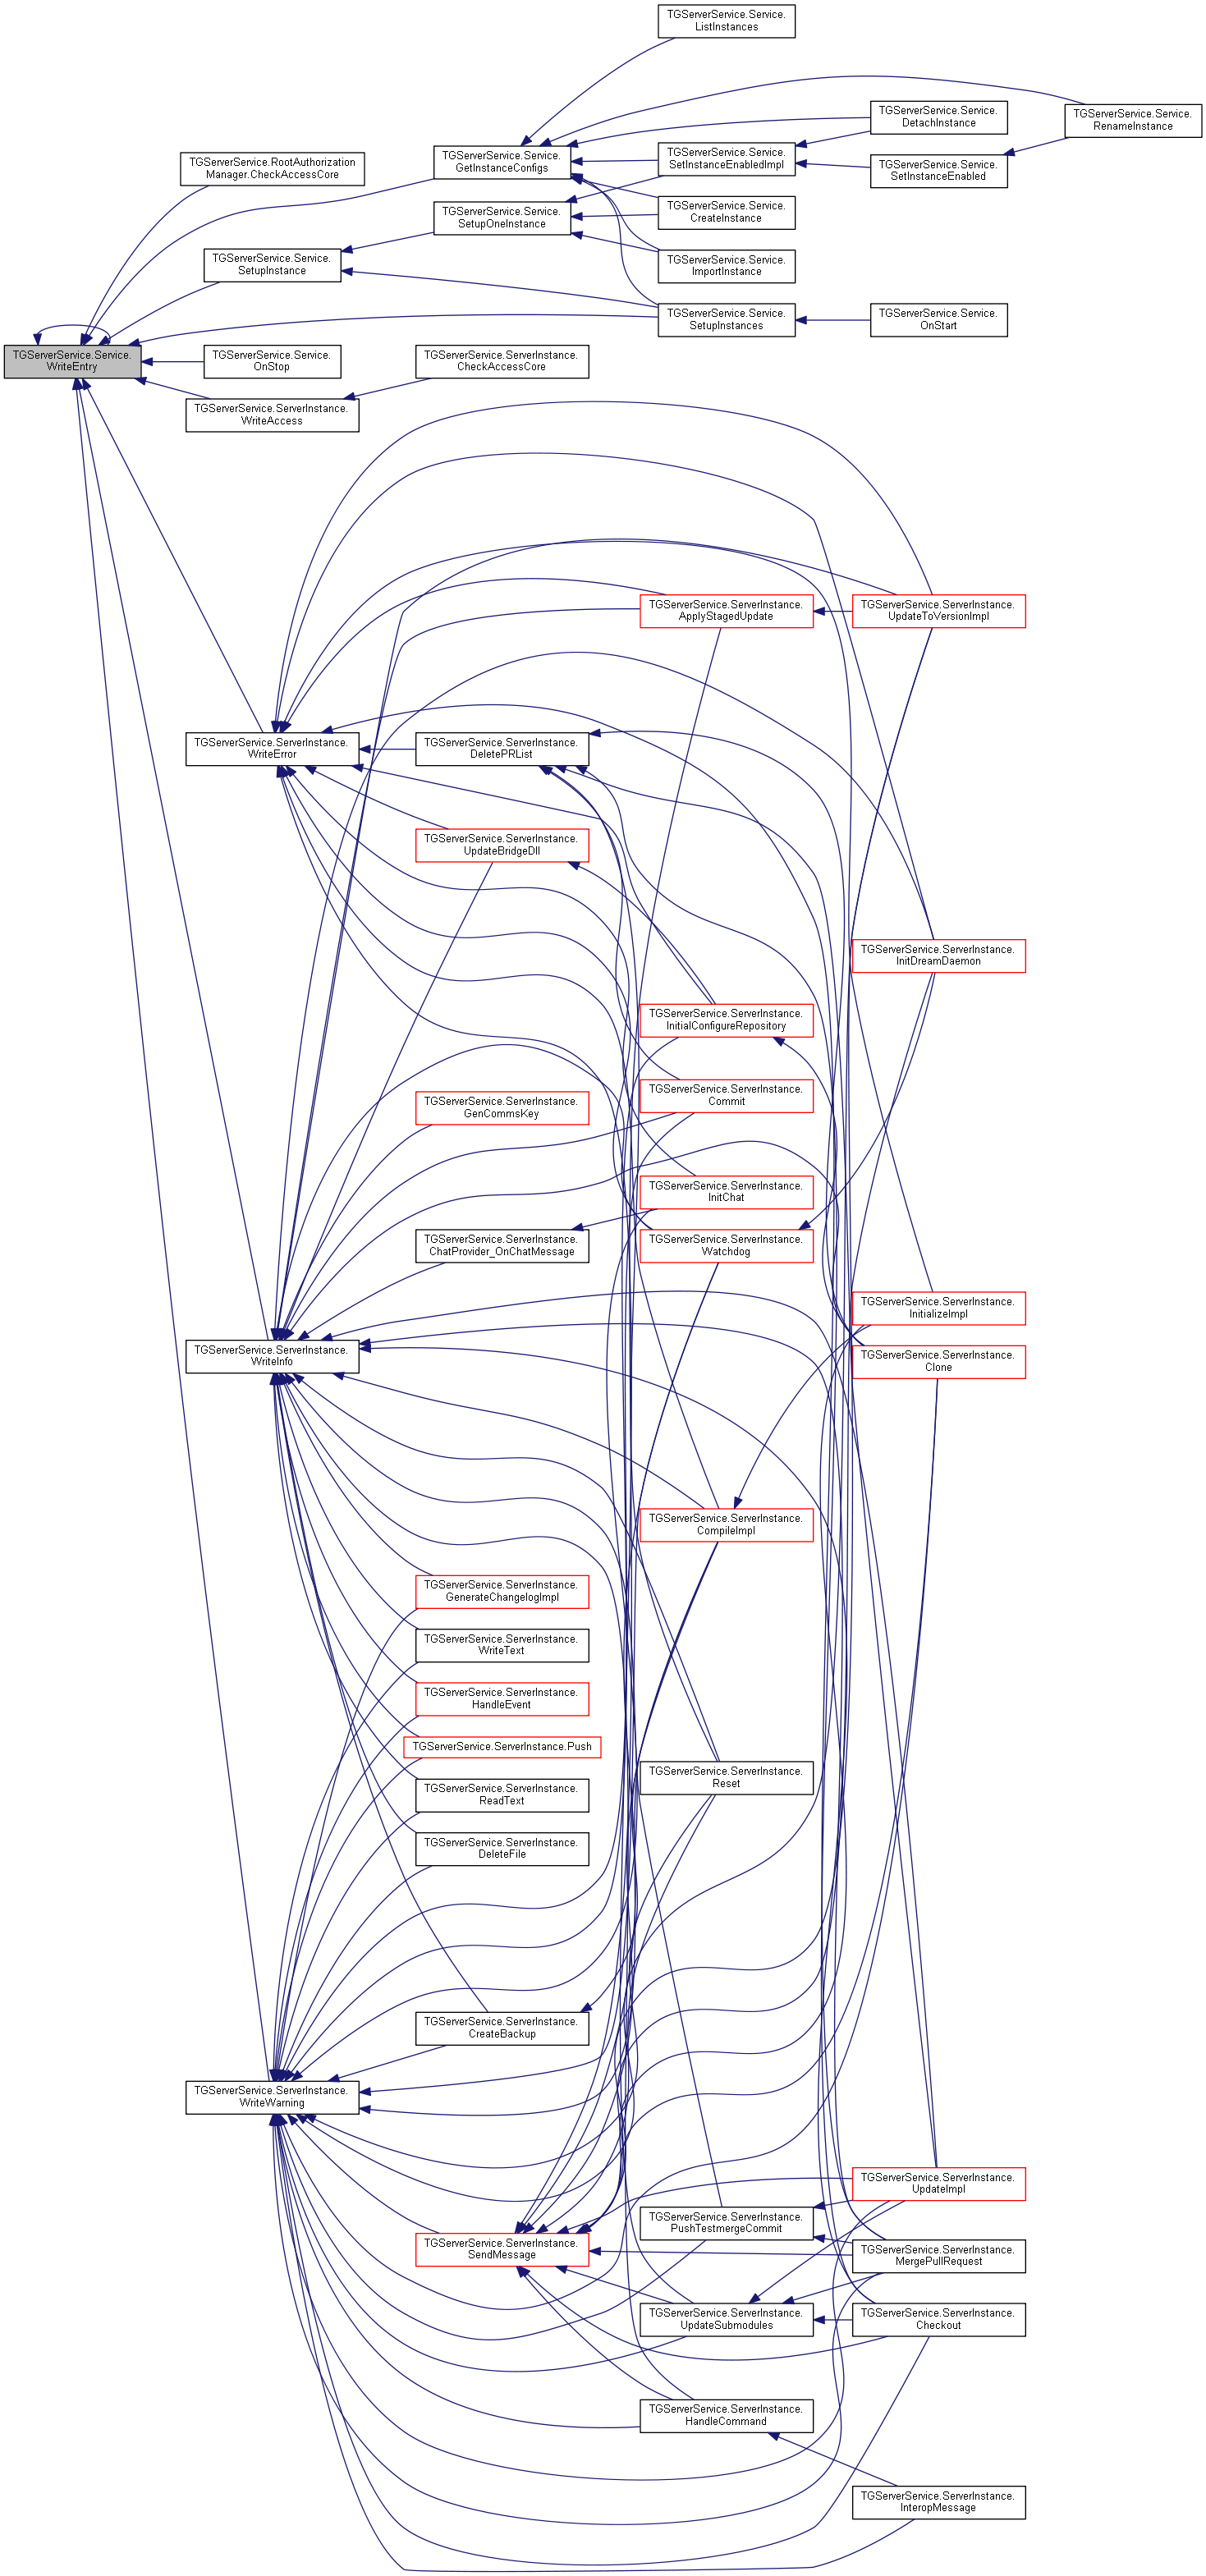 TGServerService.Service.
ListInstances
TGServerService.Service.
RenameInstance
TGServerService.Service.
DetachInstance
TGServerService.Service.
GetInstanceConfigs
TGServerService.Service.
SetInstanceEnabledImpl
TGServerService.Service.
SetInstanceEnabled
TGServerService.RootAuthorization
Manager.CheckAccessCore
TGServerService.Service.
SetupOneInstance
TGServerService.Service.
CreateInstance
TGServerService.Service.
SetupInstance
TGServerService.Service.
ImportInstance
TGServerService.Service.
SetupInstances
TGServerService.Service.
OnStart
TGServerService.Service.
WriteEntry
TGServerService.Service.
OnStop
TGServerService.ServerInstance.
CheckAccessCore
TGServerService.ServerInstance.
WriteAccess
TGServerService.ServerInstance.
ApplyStagedUpdate
TGServerService.ServerInstance.
UpdateToVersionImpl
TGServerService.ServerInstance.
WriteError
TGServerService.ServerInstance.
DeletePRList
TGServerService.ServerInstance.
UpdateBridgeDll
TGServerService.ServerInstance.
InitDreamDaemon
TGServerService.ServerInstance.
InitialConfigureRepository
TGServerService.ServerInstance.
Commit
TGServerService.ServerInstance.
GenCommsKey
TGServerService.ServerInstance.
InitChat
TGServerService.ServerInstance.
ChatProvider_OnChatMessage
TGServerService.ServerInstance.
Watchdog
TGServerService.ServerInstance.
InitializeImpl
TGServerService.ServerInstance.
WriteInfo
TGServerService.ServerInstance.
Clone
TGServerService.ServerInstance.
CompileImpl
TGServerService.ServerInstance.
GenerateChangelogImpl
TGServerService.ServerInstance.
WriteText
TGServerService.ServerInstance.
HandleEvent
TGServerService.ServerInstance.Push
TGServerService.ServerInstance.
Reset
TGServerService.ServerInstance.
ReadText
TGServerService.ServerInstance.
DeleteFile
TGServerService.ServerInstance.
CreateBackup
TGServerService.ServerInstance.
WriteWarning
TGServerService.ServerInstance.
UpdateImpl
TGServerService.ServerInstance.
PushTestmergeCommit
TGServerService.ServerInstance.
SendMessage
TGServerService.ServerInstance.
MergePullRequest
TGServerService.ServerInstance.
UpdateSubmodules
TGServerService.ServerInstance.
Checkout
TGServerService.ServerInstance.
HandleCommand
TGServerService.ServerInstance.
InteropMessage